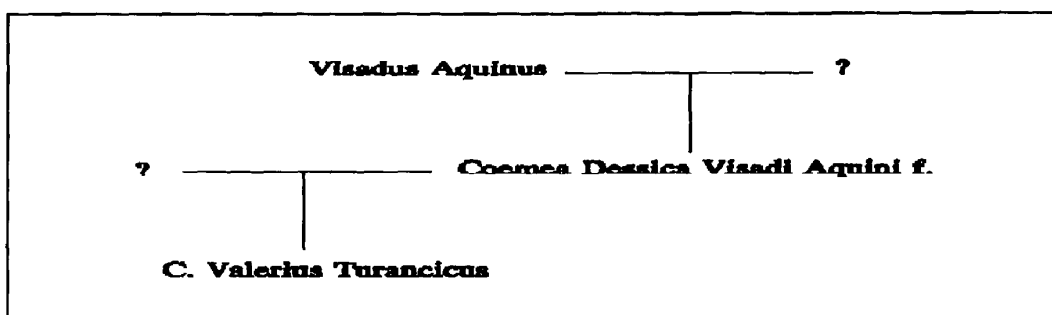 Visadus Aquinus ?
? Coemea Dessica Visadi Aquini f.
C. Valerius Turancicus